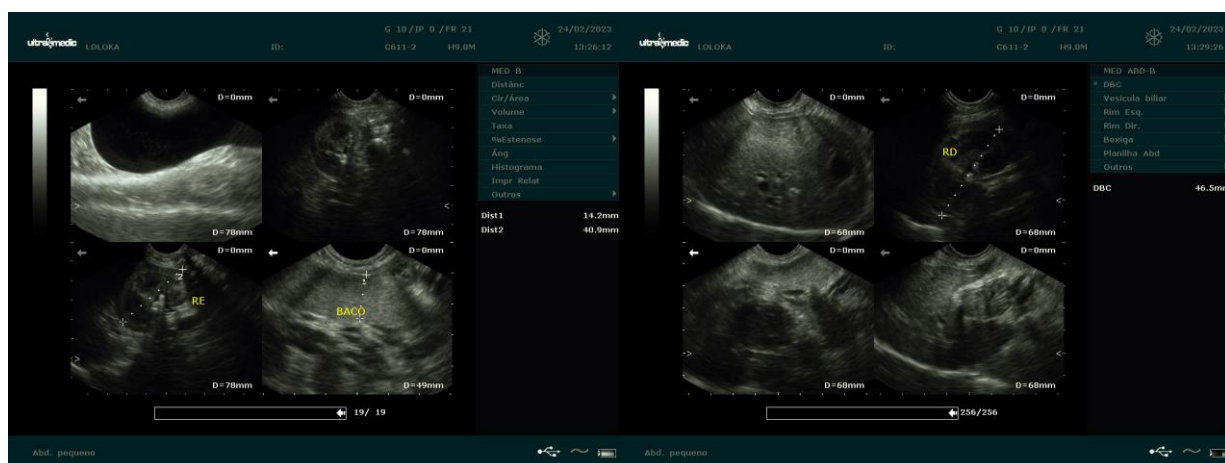 ultramedic LOLOKA ID: G 10/IP 0 /FR 21 24/02/2023
C611-2 H9.0M 13:26:12
MED B
Distânc
Cir/Área
Volume
Taxa
%Estenose
Âng
Histograma
Impr Relat
Outros
Dist1 14.2mm
Dist2 40.9mm
D=0mm D=0mm
D=78mm D=78mm
D=0mm D=0mm
2 1
RE
BAÇO
D=78mm D=49mm
19/ 19
Abd. pequeno
ultramedic LOLOKA ID: G 10/IP 0 /FR 21 24/02/2023
C611-2 H9.0M 13:29:26
MED ABD-B
DBC
Vesícula biliar
Rim Esq.
Rim Dir.
Bexiga
Planilha Abd
Outros
DBC 46.5mm
D=0mm D=0mm
RD
D=68mm D=68mm
D=0mm D=0mm
D=68mm D=68mm
256/256
Abd. pequeno